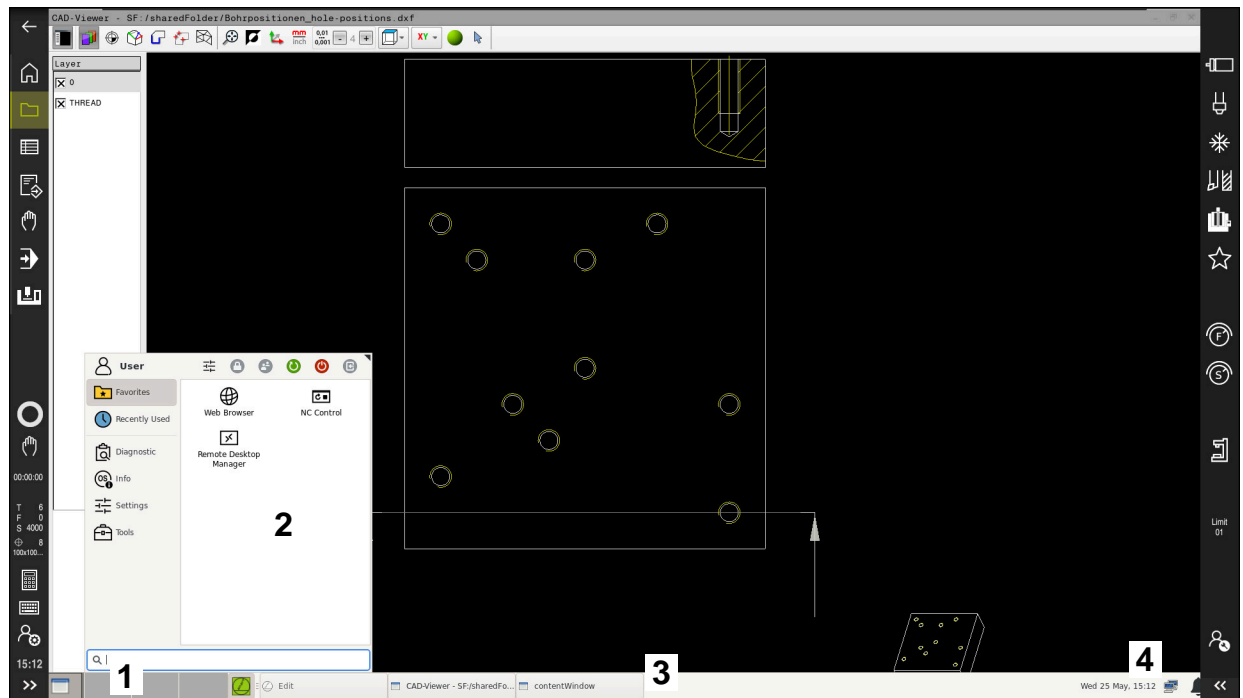 CAD-Viewer - SF:/sharedFolder/Bohrpositionen_hole-positions.dxf
mm
inch
0,01
0,001
- 4 +
XY
Layer
0
THREAD
User
Favorites
Recently Used
Diagnostic
Info
Settings
Tools
Web Browser
NC Control
Remote Desktop
Manager
2
OS
00:00:00
T 6
F 0
S 4000
8
100x100...
15:12
>>
1
Edit
CAD-Viewer - SF:/sharedFo...
contentWindow
3
4
Wed 25 May, 15:12
F
S
Limit
01
<<